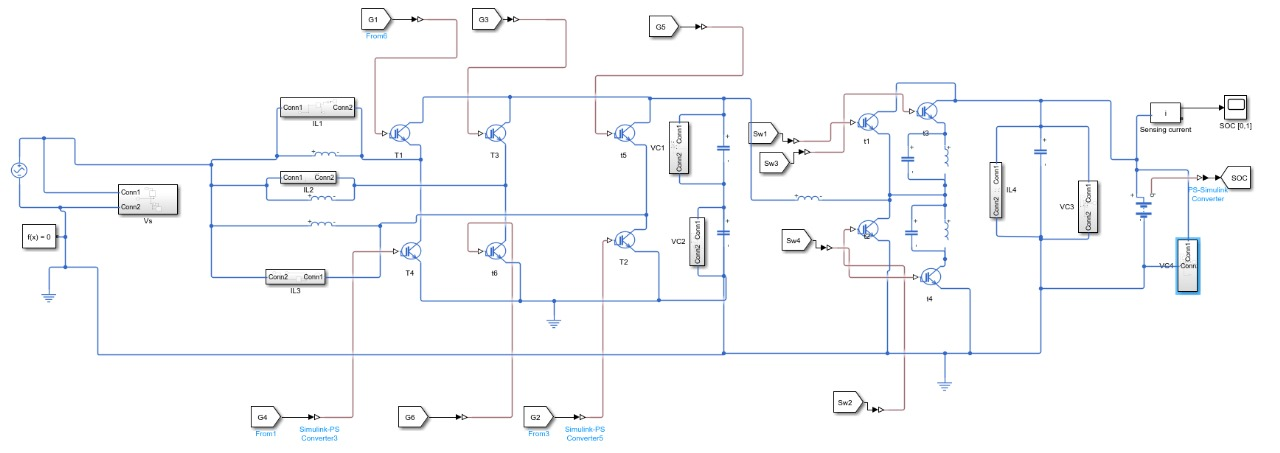 G1
From6
G3
G5
Conn1 Conn2
IL1
T1
T3
t5
VC1
Conn1
Conn2
Sw1
Sw3
t1
t3
i
Sensing current
SOC [0,1]
Conn1 Conn2
IL2
Conn1
Conn2
Vs
f(x) = 0
IL4
Conn1
Conn2
VC3
Conn1
Conn2
SOC
PS-Simulink
Converter
VC2
Conn1
Conn2
Sw4
T4
t6
T2
t4
VC4
Conn1
Conn2 Conn1
IL3
G4
From1
Simulink-PS
Converter3
G6
G2
From3
Simulink-PS
Converter5
Sw2